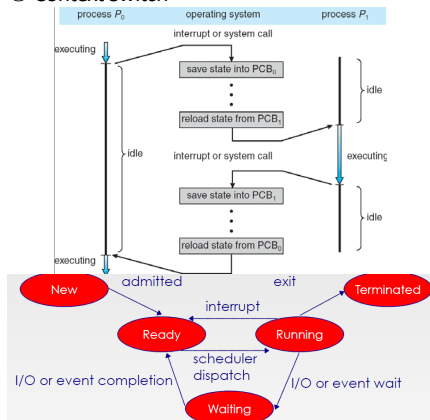 Context Switch
process P0 operating system process P1
interrupt or system call
executing
save state into PCB0
idle
reload state from PCB1
idle
interrupt or system call
executing
save state into PCB1
idle
reload state from PCB0
executing
New
admitted
exit
Terminated
interrupt
Ready
Running
scheduler
dispatch
I/O or event completion
I/O or event wait
Waiting